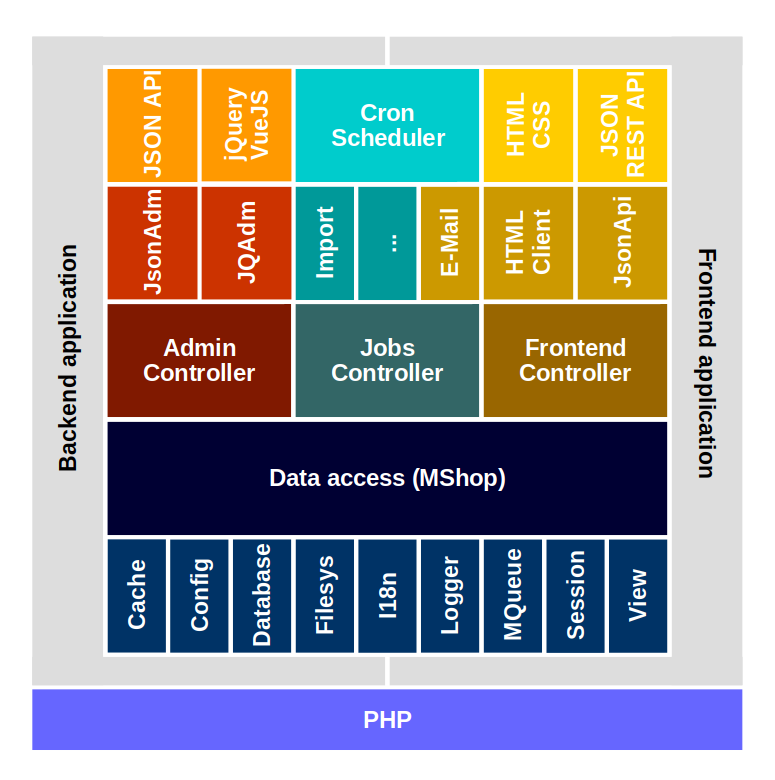 JSON API
jQuery
VueJS
Cron
Scheduler
HTML
CSS
JSON
REST API
JsonAdm
JQAdm
Import
...
E-Mail
HTML
Client
JsonApi
Backend application
Frontend application
Admin
Controller
Jobs
Controller
Frontend
Controller
Data access (MShop)
Cache
Config
Database
Filesys
I18n
Logger
MQueue
Session
View
PHP